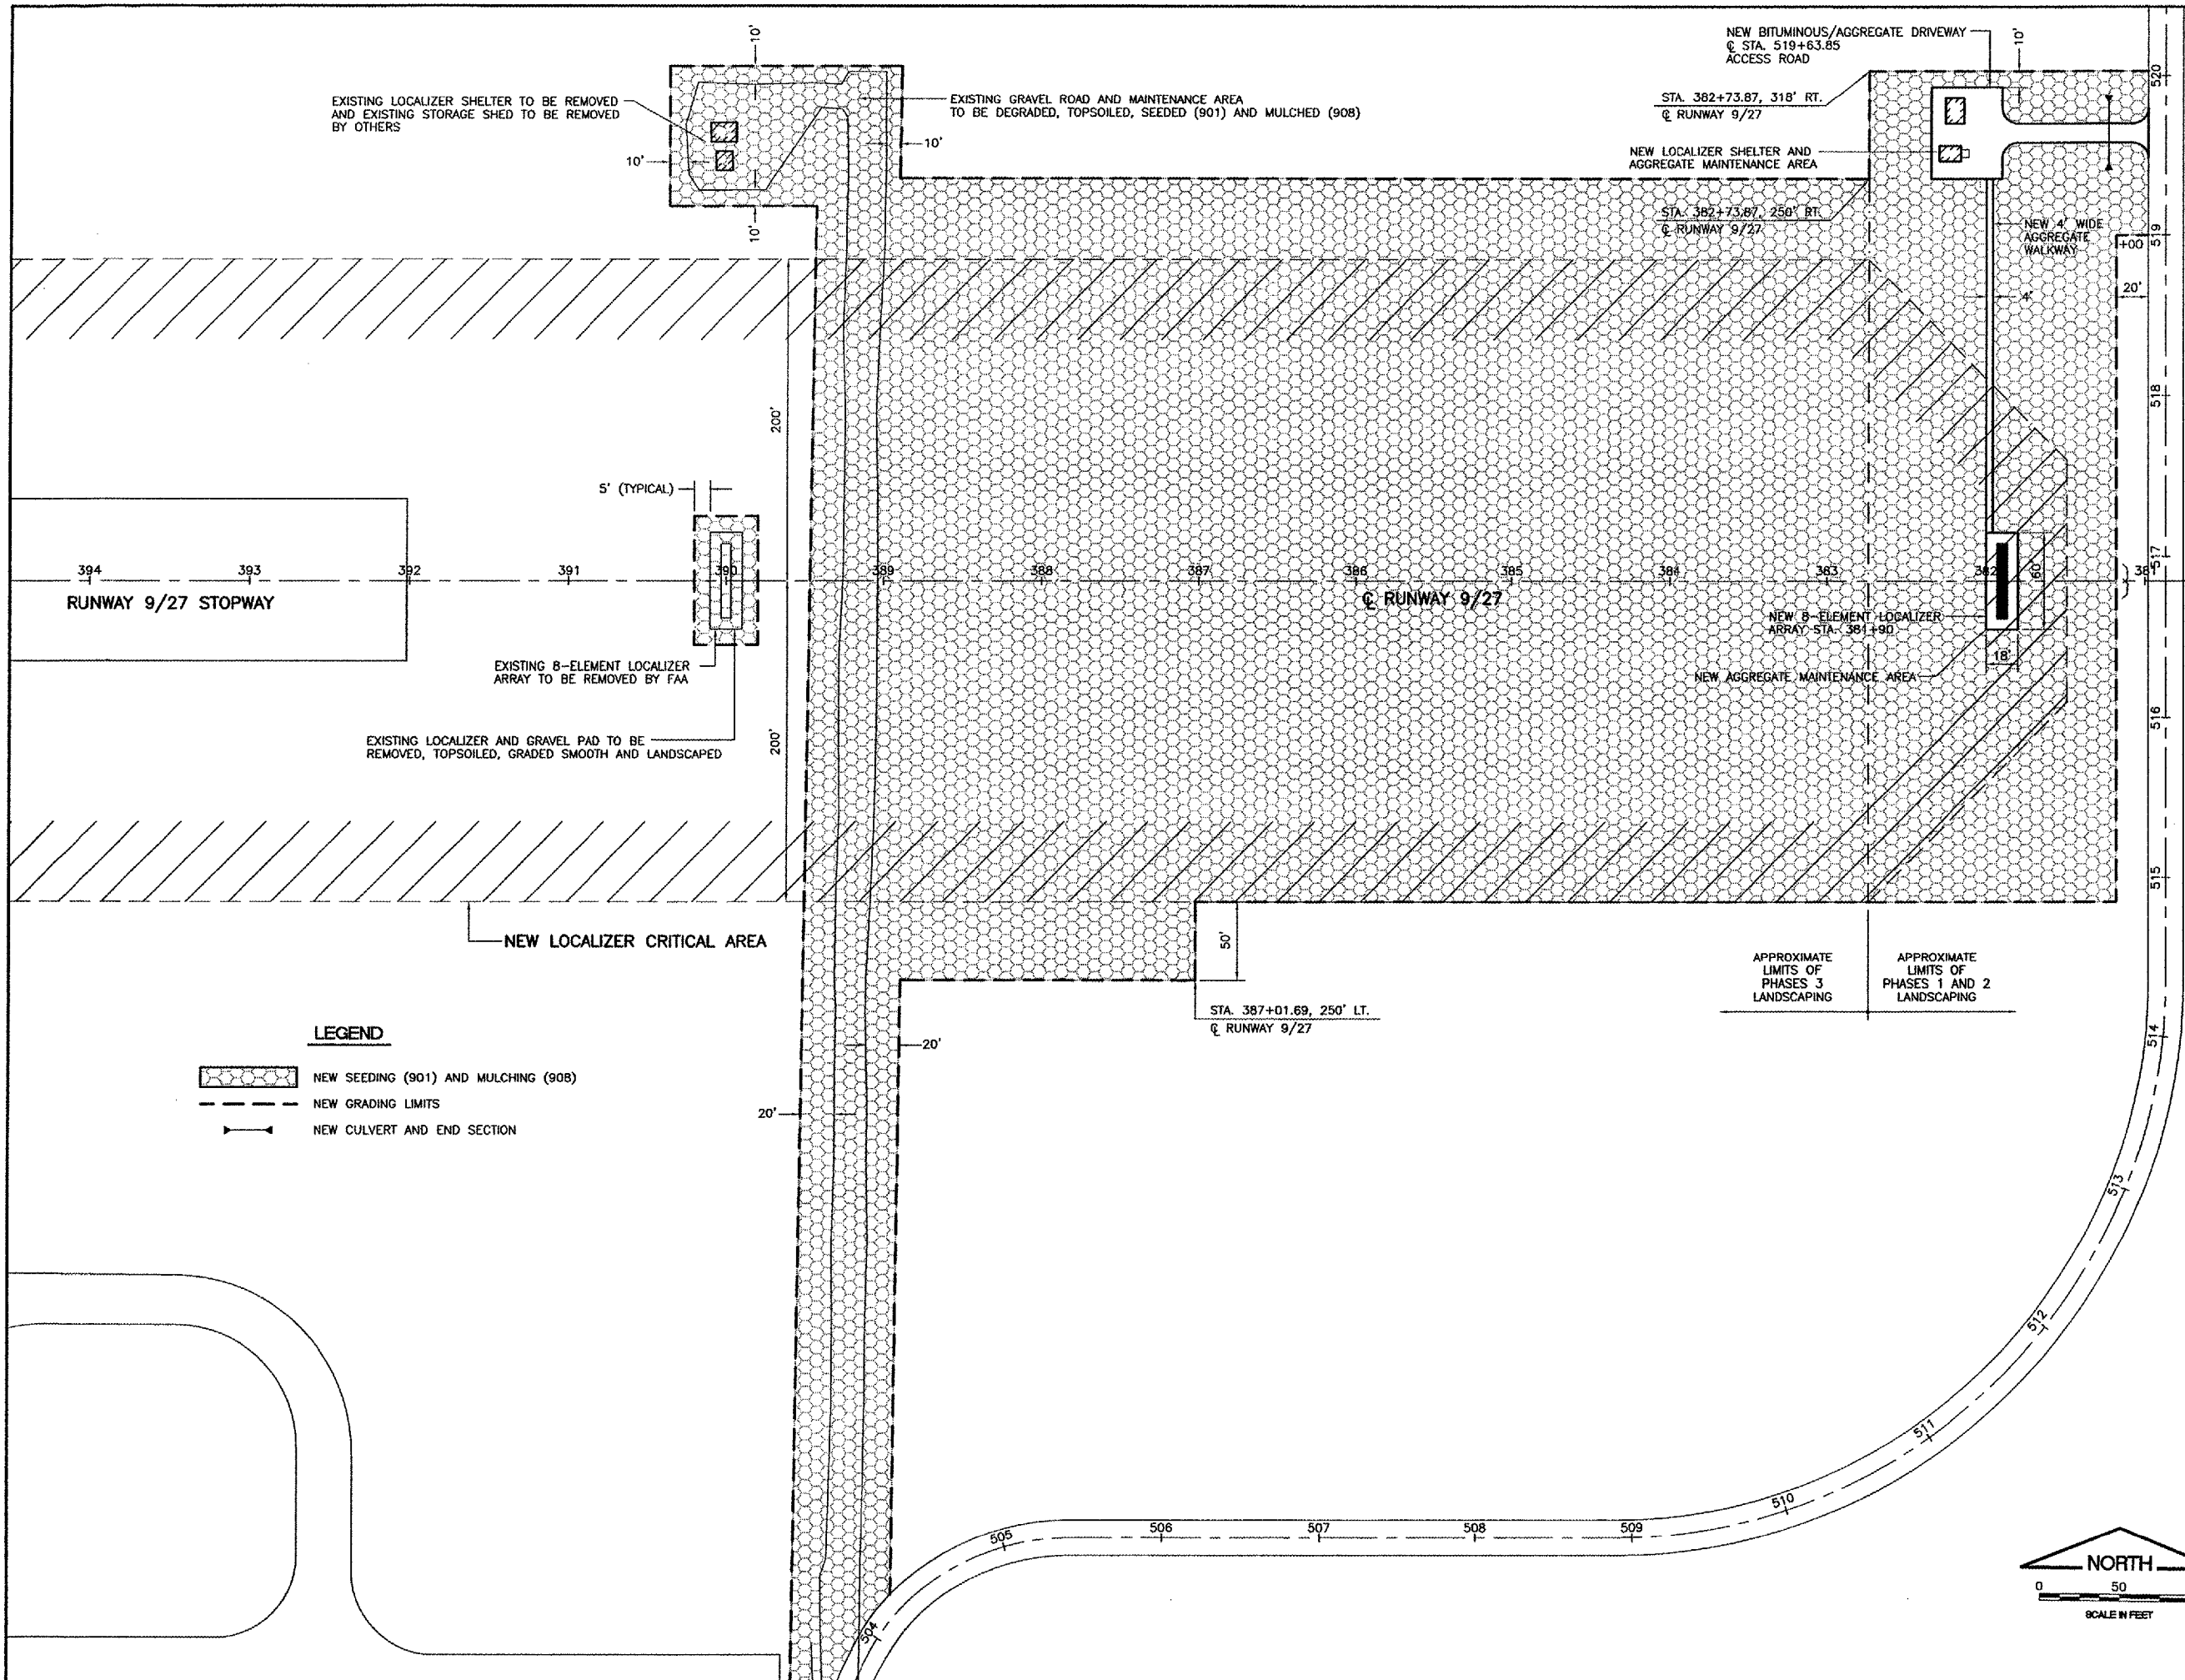 10'
NEW BITUMINOUS/AGGREGATE DRIVEWAY
℄ STA. 519+63.85
ACCESS ROAD
10'
520
EXISTING LOCALIZER SHELTER TO BE REMOVED
AND EXISTING STORAGE SHED TO BE REMOVED
BY OTHERS
EXISTING GRAVEL ROAD AND MAINTENANCE AREA
TO BE DEGRADED, TOPSOILED, SEEDED (901) AND MULCHED (908)
STA. 382+73.87, 318' RT.
℄ RUNWAY 9/27
10'
10'
NEW LOCALIZER SHELTER AND
AGGREGATE MAINTENANCE AREA
10'
STA. 382+73.87, 250' RT.
℄ RUNWAY 9/27
NEW 4' WIDE
AGGREGATE
WALKWAY
+00
519
4'
20'
518
200'
5' (TYPICAL)
517
394
393
392
391
390
389
388
387
386
385
384
383
382
60'
RUNWAY 9/27 STOPWAY
℄ RUNWAY 9/27
NEW 8-ELEMENT LOCALIZER
ARRAY STA. 381+90
18'
EXISTING 8-ELEMENT LOCALIZER
ARRAY TO BE REMOVED BY FAA
NEW AGGREGATE MAINTENANCE AREA
516
200'
EXISTING LOCALIZER AND GRAVEL PAD TO BE
REMOVED, TOPSOILED, GRADED SMOOTH AND LANDSCAPED
515
NEW LOCALIZER CRITICAL AREA
50'
APPROXIMATE
LIMITS OF
PHASES 3
LANDSCAPING
APPROXIMATE
LIMITS OF
PHASES 1 AND 2
LANDSCAPING
STA. 387+01.69, 250' LT.
℄ RUNWAY 9/27
514
LEGEND
20'
NEW SEEDING (901) AND MULCHING (908)
NEW GRADING LIMITS
20'
NEW CULVERT AND END SECTION
513
512
511
510
509
508
507
506
505
504
NORTH
0 50
SCALE IN FEET